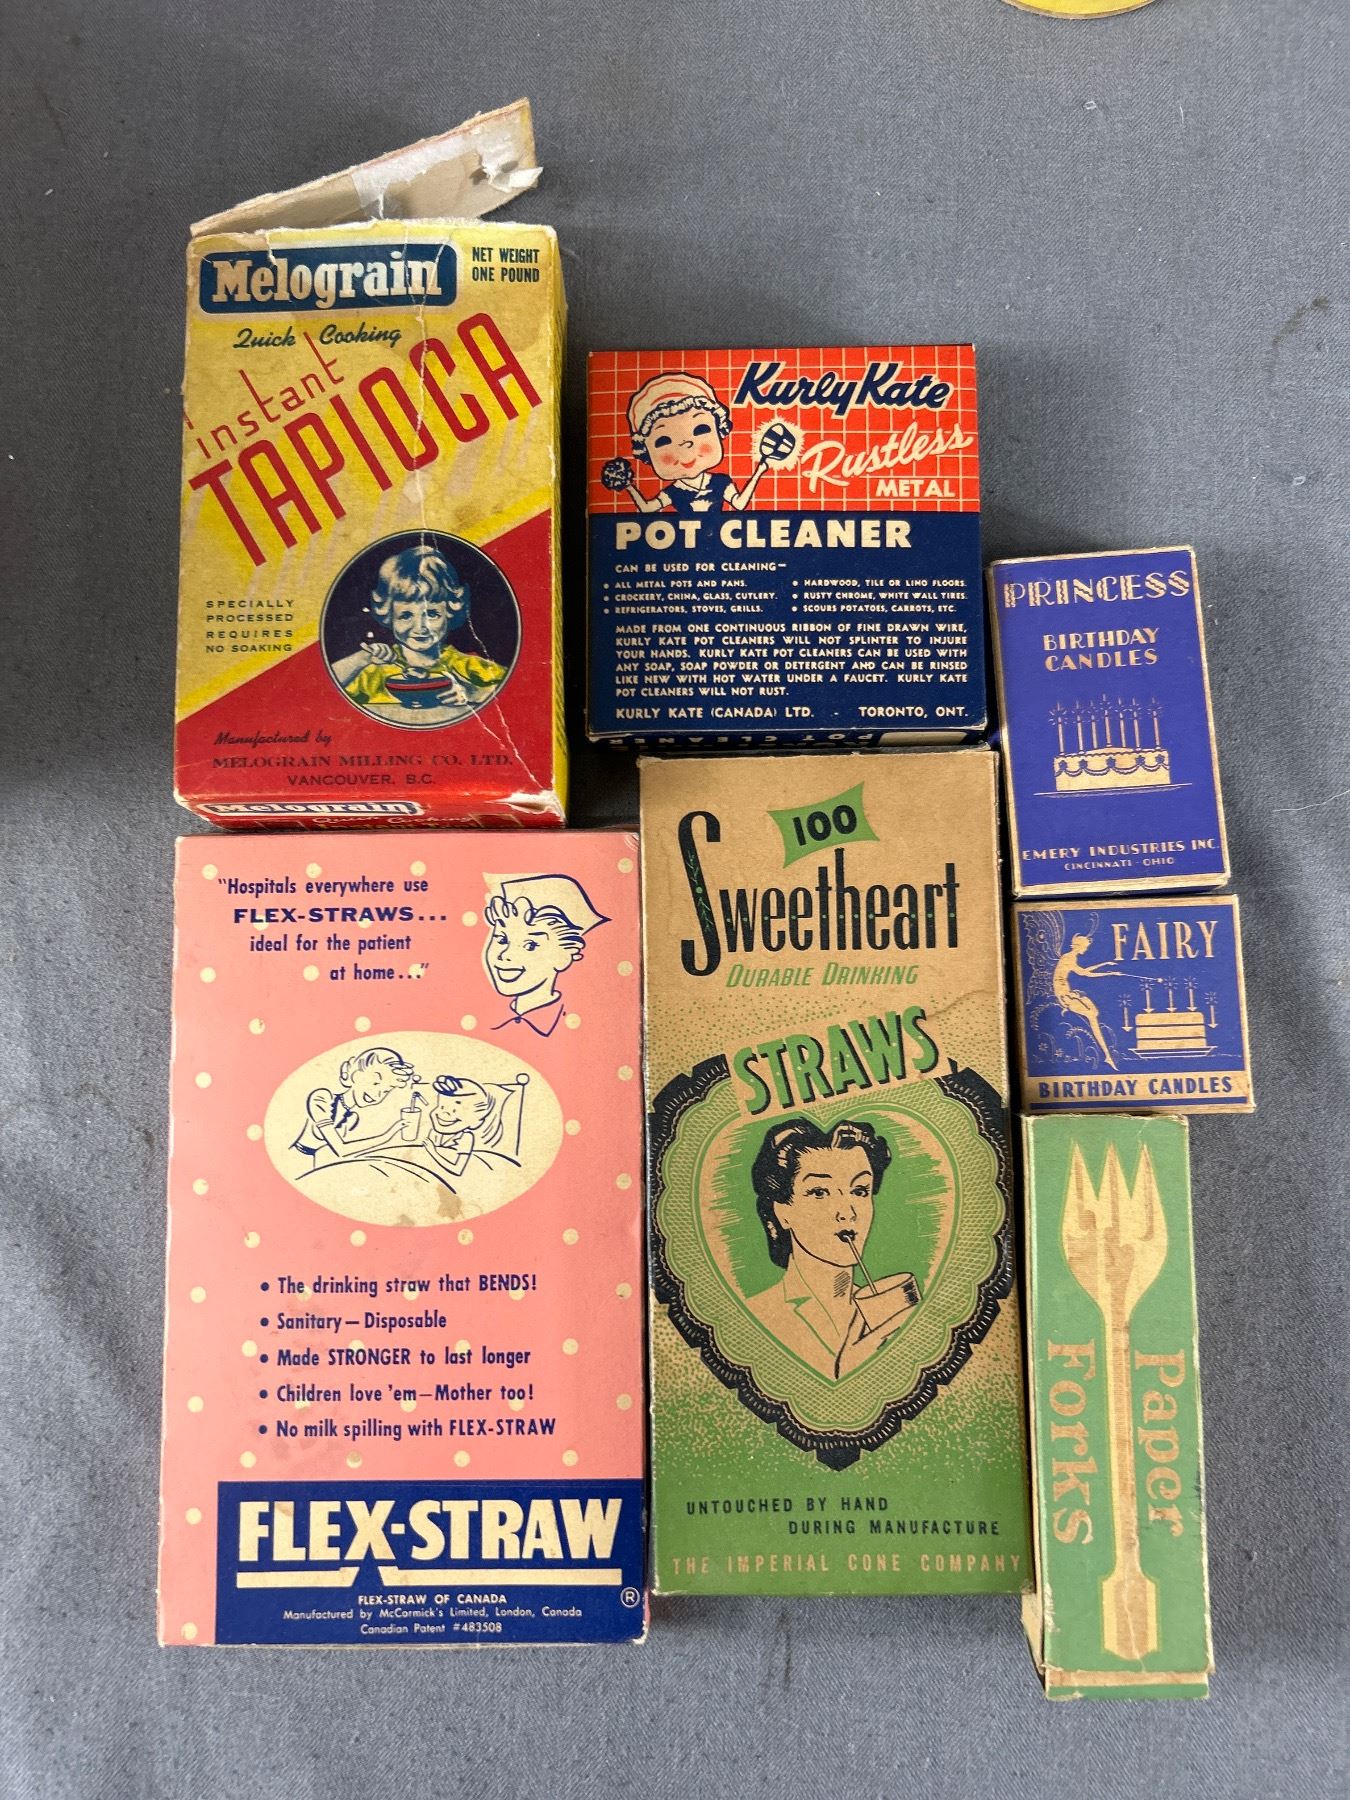 Melograin
NET WEIGHT
ONE POUND
Quick Cooking
instant
TAPIOCA
SPECIALLY
PROCESSED
REQUIRES
NO SOAKING
Manufactured by
MELOGRAIN MILLING CO. LTD.
VANCOUVER, B.C.
Melograin
Quick Cooking
Kurly Kate
Rustless
METAL
POT CLEANER
CAN BE USED FOR CLEANING—
• ALL METAL POTS AND PANS.
• CROCKERY, CHINA, GLASS, CUTLERY.
• REFRIGERATORS, STOVES, GRILLS.
• HARDWOOD, TILE OR LINO FLOORS.
• RUSTY CHROME, WHITE WALL TIRES.
• SCOURS POTATOES, CARROTS, ETC.
MADE FROM ONE CONTINUOUS RIBBON OF FINE DRAWN WIRE,
KURLY KATE POT CLEANERS WILL NOT SPLINTER TO INJURE
YOUR HANDS. KURLY KATE POT CLEANERS CAN BE USED WITH
ANY SOAP, SOAP POWDER OR DETERGENT AND CAN BE RINSED
LIKE NEW WITH HOT WATER UNDER A FAUCET. KURLY KATE
POT CLEANERS WILL NOT RUST.
KURLY KATE (CANADA) LTD. - TORONTO, ONT.
POT CLEANER
PRINCESS
BIRTHDAY
CANDLES
EMERY INDUSTRIES INC.
CINCINNATI - OHIO
FAIRY
BIRTHDAY CANDLES
Paper
Forks
"Hospitals everywhere use
FLEX-STRAWS...
ideal for the patient
at home..."
• The drinking straw that BENDS!
• Sanitary — Disposable
• Made STRONGER to last longer
• Children love 'em — Mother too!
• No milk spilling with FLEX-STRAW
FLEX-STRAW
®
FLEX-STRAW OF CANADA
Manufactured by McCormick's Limited, London, Canada
Canadian Patent #483508
100
Sweetheart
DURABLE DRINKING
STRAWS
UNTOUCHED BY HAND
DURING MANUFACTURE
THE IMPERIAL CONE COMPANY